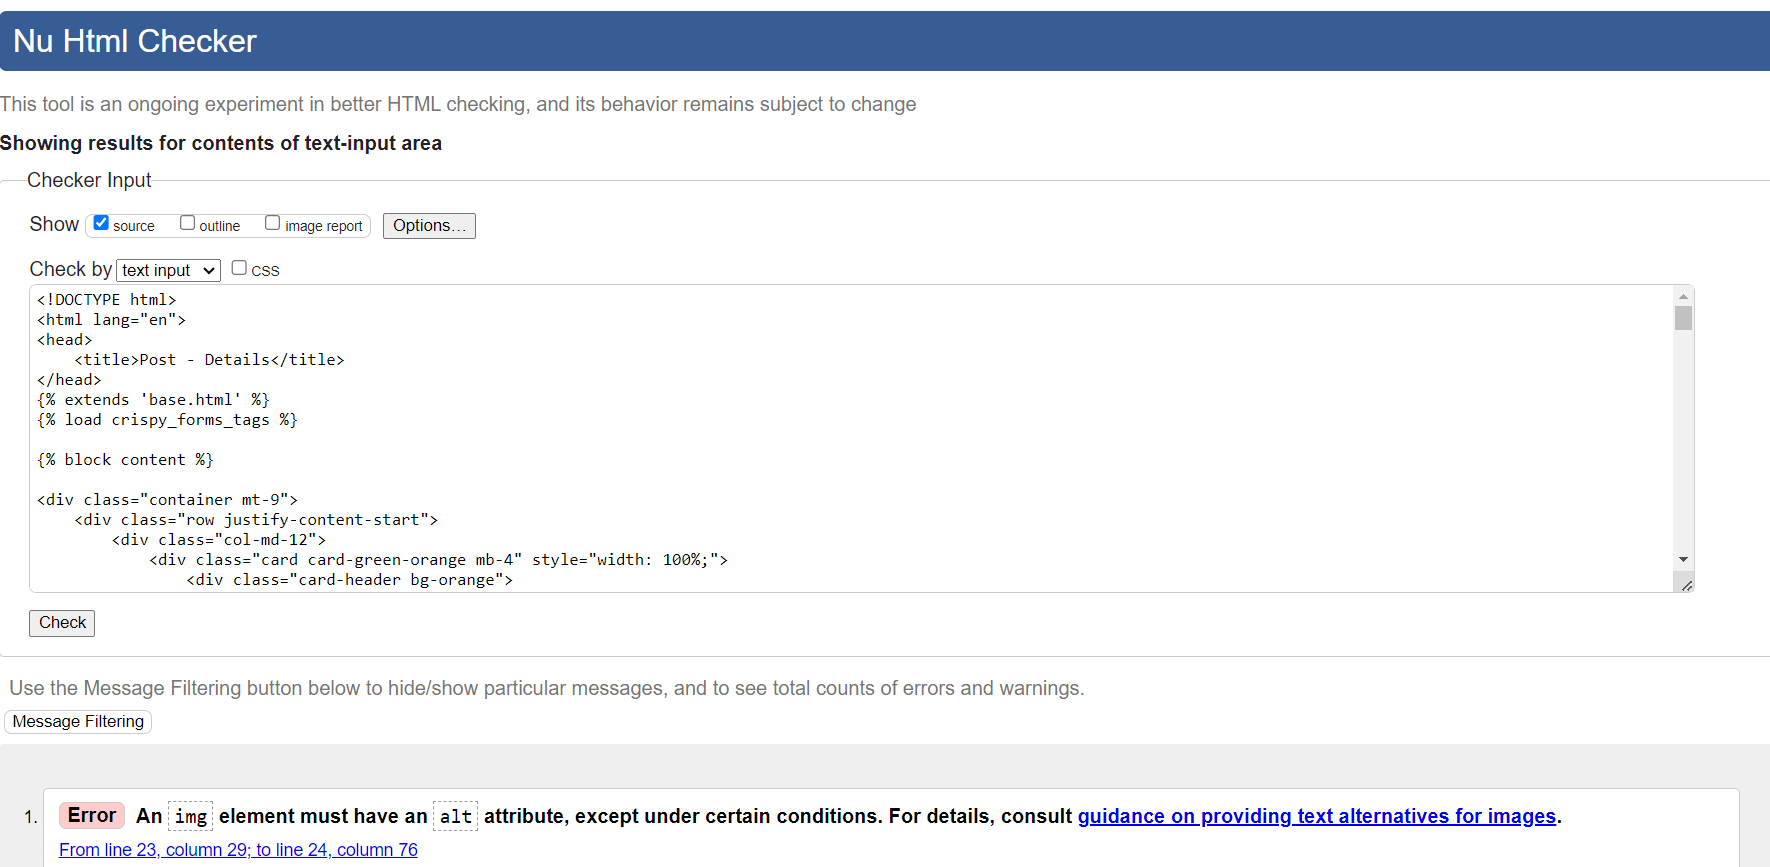 Nu Html Checker
This tool is an ongoing experiment in better HTML checking, and its behavior remains subject to change
Showing results for contents of text-input area
Checker Input
Show source outline image report Options…
Check by text input CSS
<!DOCTYPE html>
<html lang="en">
<head>
    <title>Post - Details</title>
</head>
{% extends 'base.html' %}
{% load crispy_forms_tags %}
{% block content %}
<div class="container mt-9">
    <div class="row justify-content-start">
        <div class="col-md-12">
            <div class="card card-green-orange mb-4" style="width: 100%;">
                <div class="card-header bg-orange">
Check
Use the Message Filtering button below to hide/show particular messages, and to see total counts of errors and warnings.
Message Filtering
1. Error An img element must have an alt attribute, except under certain conditions. For details, consult guidance on providing text alternatives for images.
From line 23, column 29; to line 24, column 76